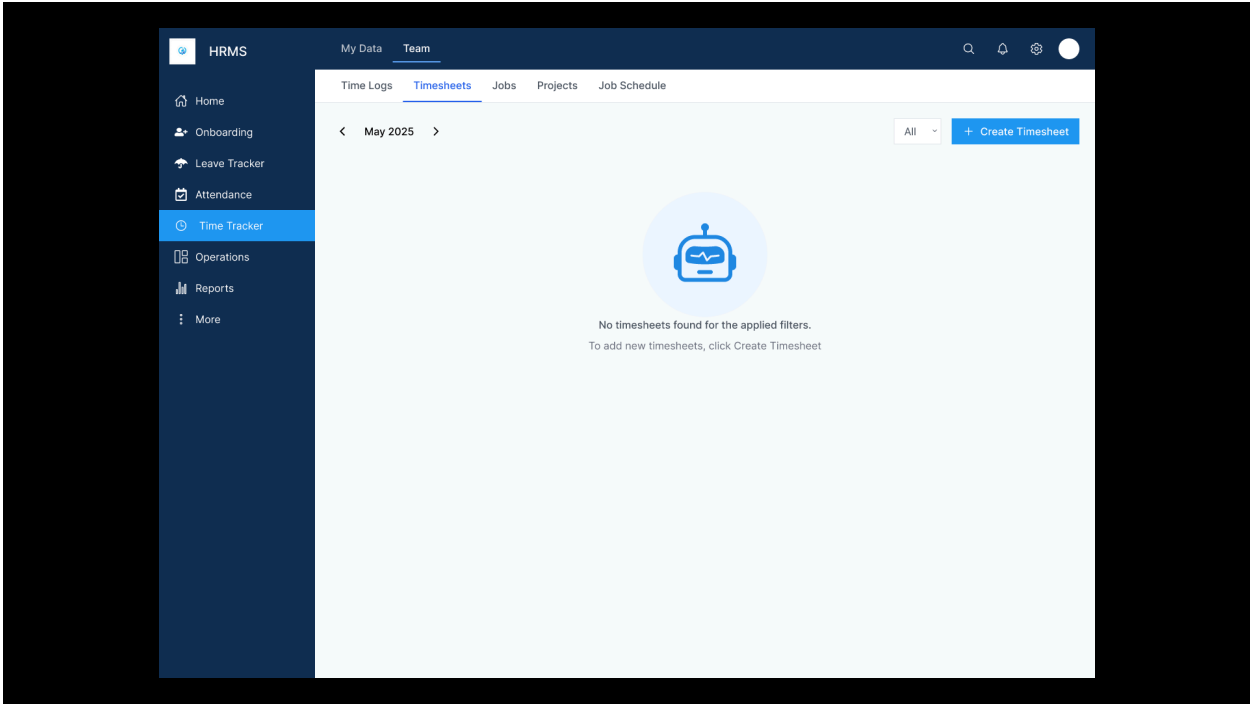 HRMS
My Data Team
Home
Onboarding
Leave Tracker
Attendance
Time Tracker
Operations
Reports
More
Time Logs Timesheets Jobs Projects Job Schedule
May 2025
All
+ Create Timesheet
No timesheets found for the applied filters.
To add new timesheets, click Create Timesheet